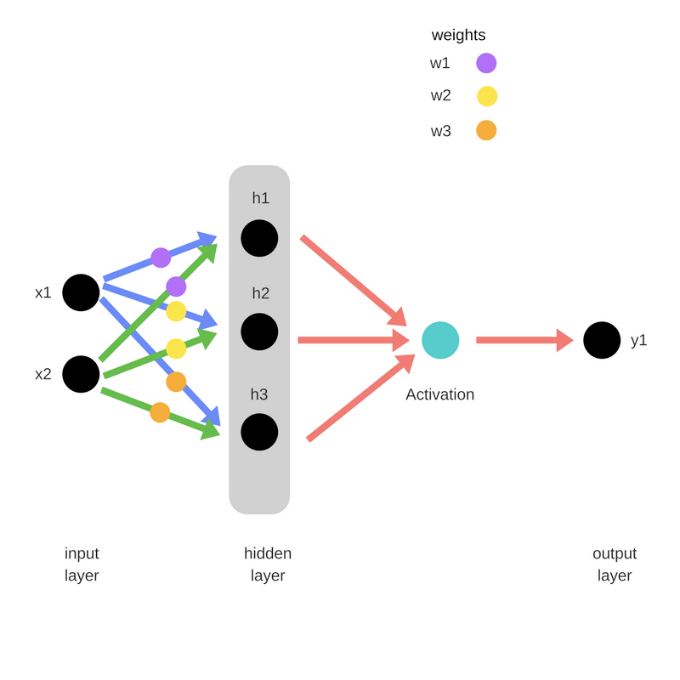 weights
w1
w2
w3
h1
x1
h2
x2
h3
y1
Activation
input
layer
hidden
layer
output
layer